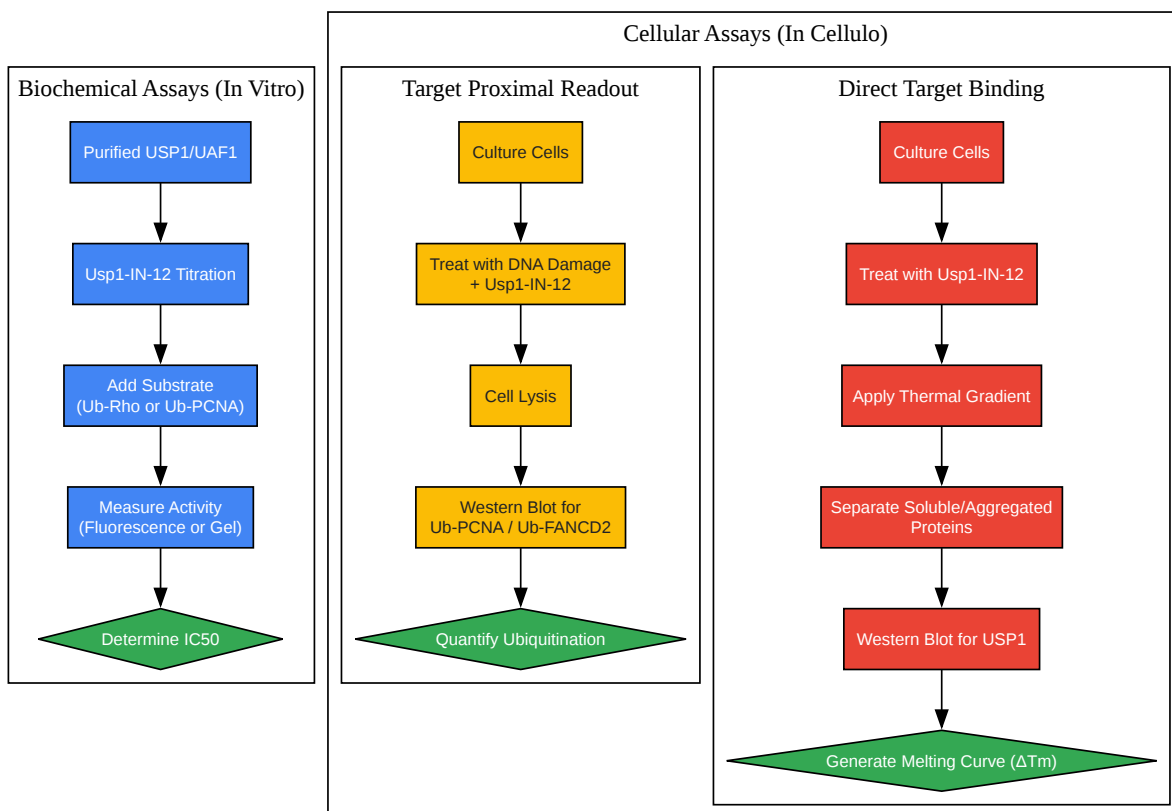 Cellular Assays (In Cellulo)
Biochemical Assays (In Vitro)
Purified USP1/UAF1
Usp1-IN-12 Titration
Add Substrate
(Ub-Rho or Ub-PCNA)
Measure Activity
(Fluorescence or Gel)
Determine IC50
Target Proximal Readout
Culture Cells
Treat with DNA Damage
+ Usp1-IN-12
Cell Lysis
Western Blot for
Ub-PCNA / Ub-FANCD2
Quantify Ubiquitination
Direct Target Binding
Culture Cells
Treat with Usp1-IN-12
Apply Thermal Gradient
Separate Soluble/Aggregated
Proteins
Western Blot for USP1
Generate Melting Curve (ΔTm)